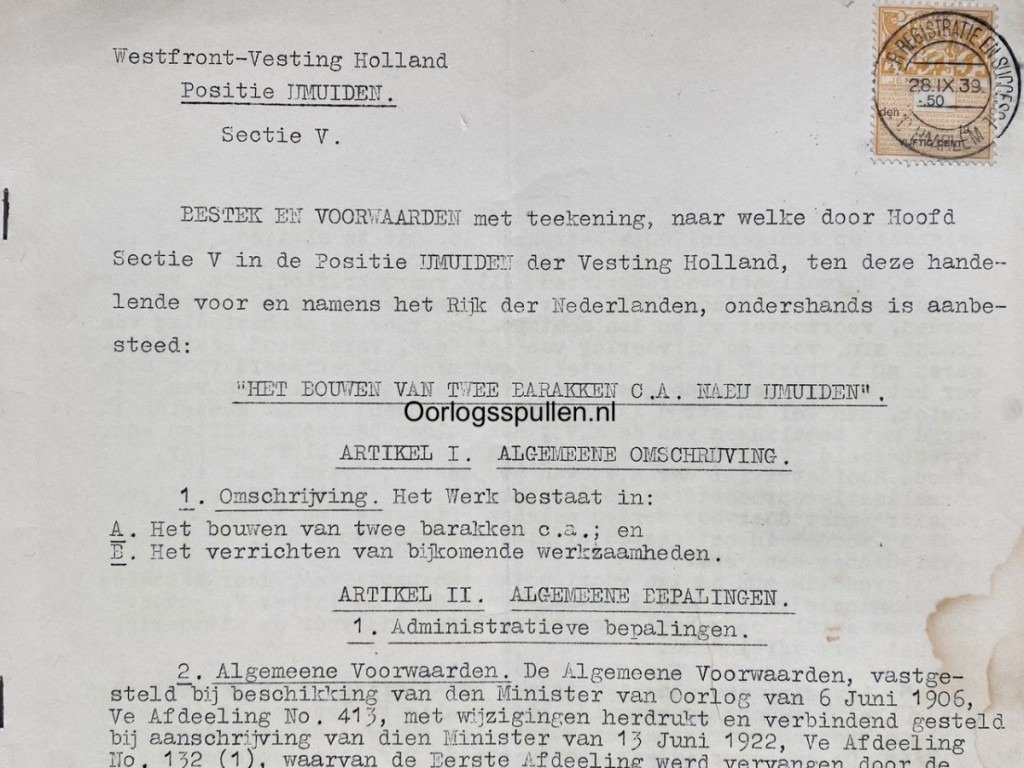 Westfront-Vesting Holland
Positie IJMUIDEN.
Sectie V.
REGISTRATIE EN SUCCES
28.IX.39.
-.50
den
HAARLEM
VIJFTIG CENT
BESTEK EN VOORWAARDEN met teekening, naar welke door Hoofd
Sectie V in de Positie IJMUIDEN der Vesting Holland, ten deze hande-
lende voor en namens het Rijk der Nederlanden, ondershands is aanbe-
steed:
"HET BOUWEN VAN TWEE BARAKKEN C.A. NABIJ IJMUIDEN".
Oorlogsspullen.nl
ARTIKEL I. ALGEMEENE OMSCHRIJVING.
1. Omschrijving. Het Werk bestaat in:
A. Het bouwen van twee barakken c.a.; en
B. Het verrichten van bijkomende werkzaamheden.
ARTIKEL II. ALGEMEENE BEPALINGEN.
1. Administratieve bepalingen.
2. Algemeene Voorwaarden. De Algemeene Voorwaarden, vastge-
steld bij beschikking van den Minister van Oorlog van 6 Juni 1906,
Ve Afdeeling No. 413, met wijzigingen herdrukt en verbindend gesteld
bij aanschrijving van dien Minister van 13 Juni 1922, Ve Afdeeling
No. 132 (1), waarvan de Eerste Afdeeling werd vervangen door de